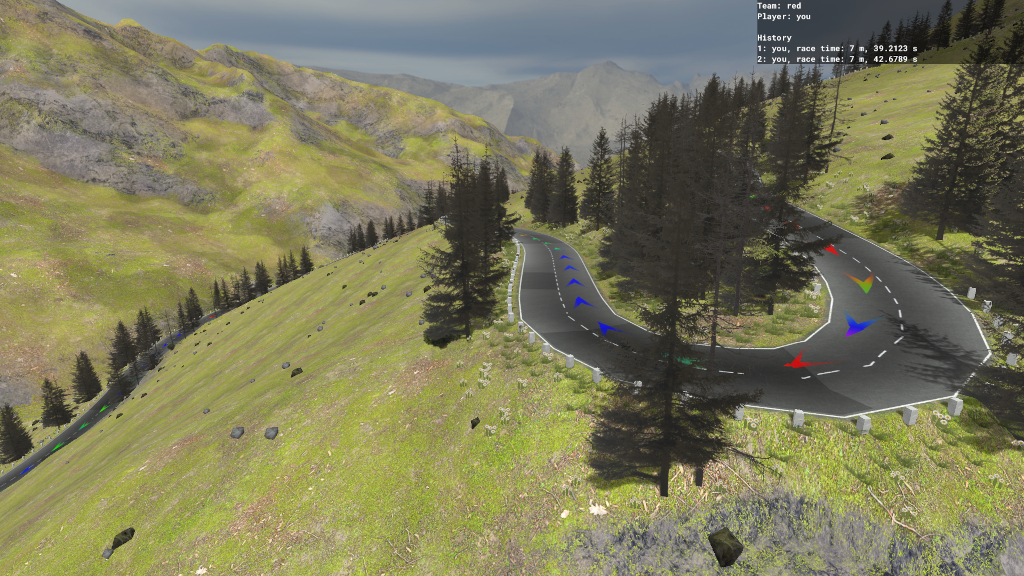 Team: red
Player: you
History
1: you, race time: 7 m, 39.2123 s
2: you, race time: 7 m, 42.6789 s